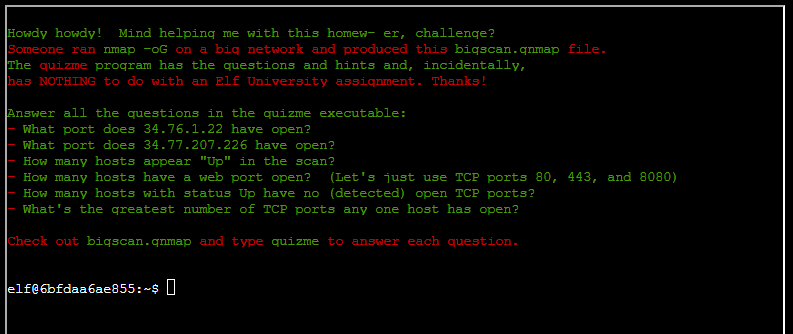 Howdy howdy!  Mind helping me with this homew- er, challenge?
Someone ran nmap -oG on a big network and produced this bigscan.gnmap file.
The quizme program has the questions and hints and, incidentally,
has NOTHING to do with an Elf University assignment. Thanks!

Answer all the questions in the quizme executable:
- What port does 34.76.1.22 have open?
- What port does 34.77.207.226 have open?
- How many hosts appear "Up" in the scan?
- How many hosts have a web port open?  (Let's just use TCP ports 80, 443, and 8080)
- How many hosts with status Up have no (detected) open TCP ports?
- What's the greatest number of TCP ports any one host has open?

Check out bigscan.gnmap and type quizme to answer each question.

elf@6bfdaa6ae855:~$